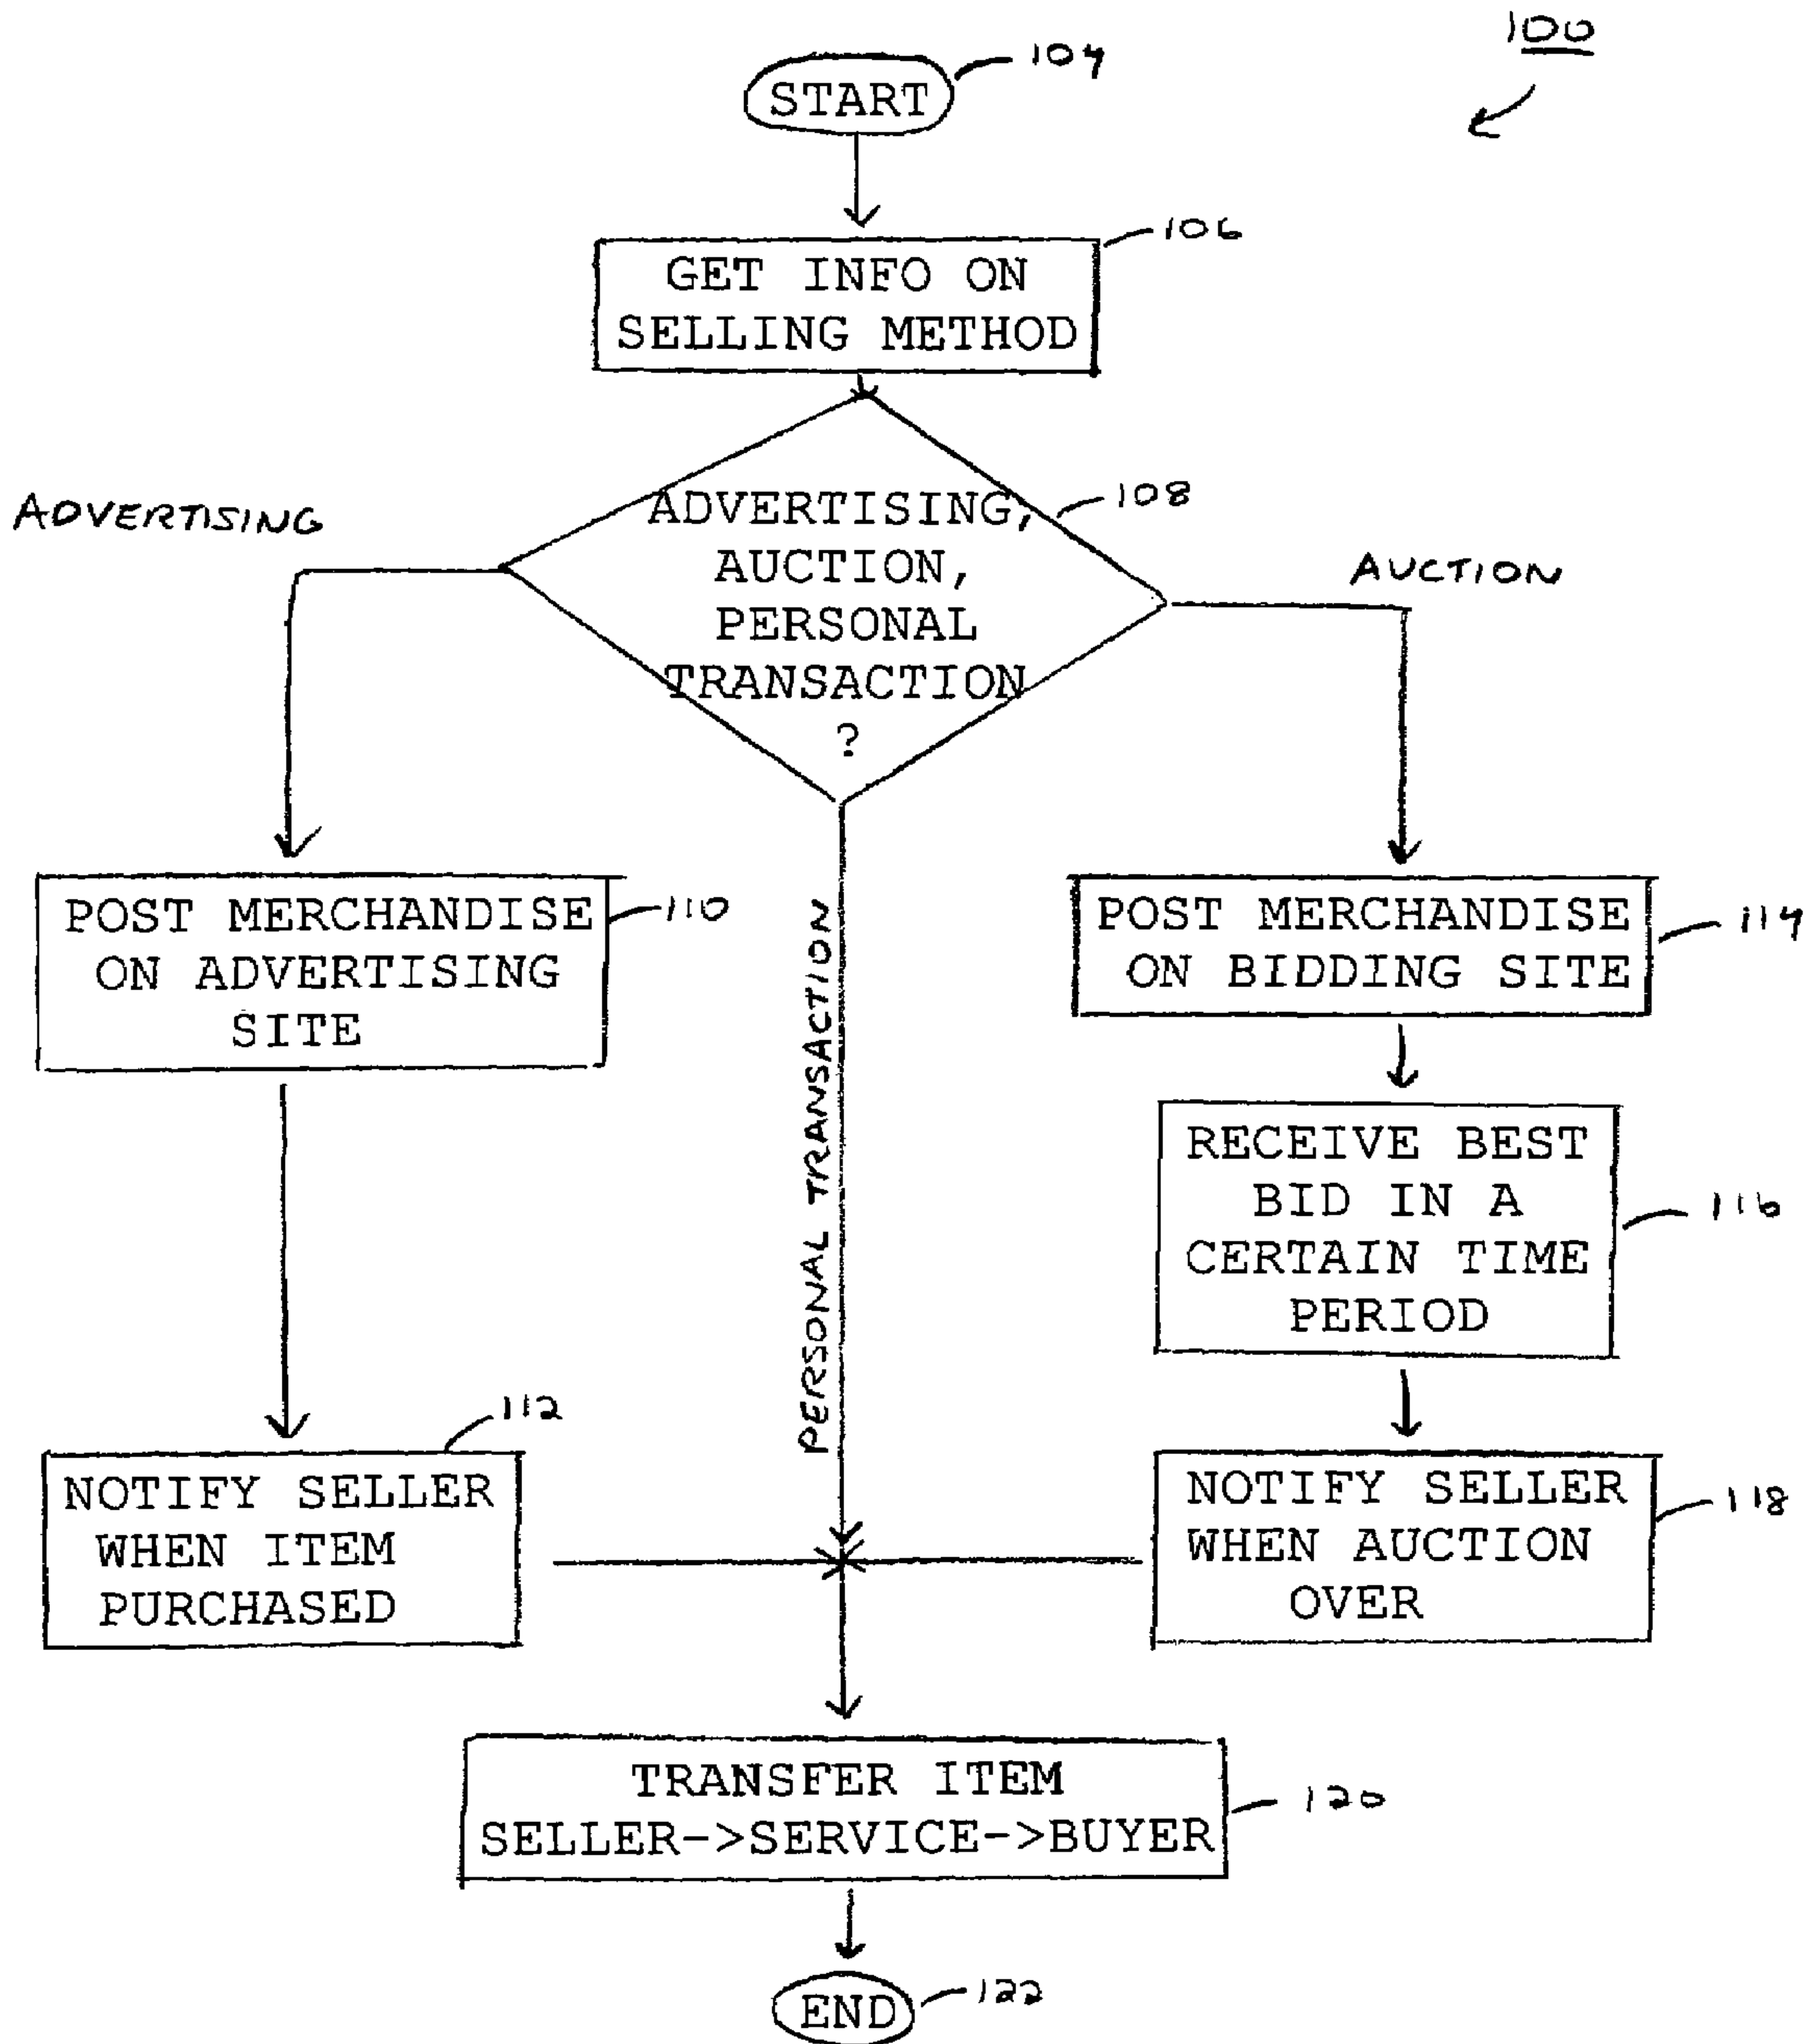 100
START
104
GET INFO ON
SELLING METHOD
106
ADVERTISING,
AUCTION,
PERSONAL
TRANSACTION
?
108
ADVERTISING
AUCTION
PERSONAL TRANSACTION
POST MERCHANDISE
ON ADVERTISING
SITE
110
POST MERCHANDISE
ON BIDDING SITE
114
RECEIVE BEST
BID IN A
CERTAIN TIME
PERIOD
116
NOTIFY SELLER
WHEN ITEM
PURCHASED
112
NOTIFY SELLER
WHEN AUCTION
OVER
118
TRANSFER ITEM
SELLER->SERVICE->BUYER
120
END
122